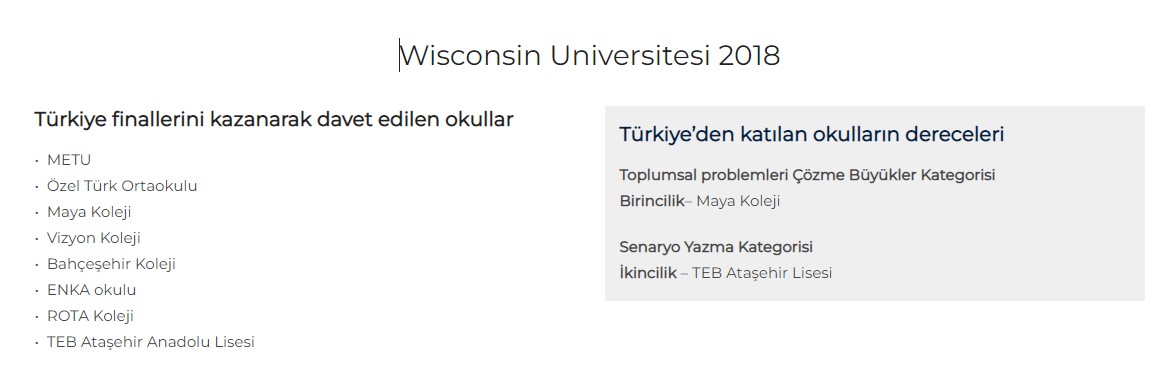 Wisconsin Universitesi 2018
Türkiye finallerini kazanarak davet edilen okullar
• METU
• Özel Türk Ortaokulu
• Maya Koleji
• Vizyon Koleji
• Bahçeşehir Koleji
• ENKA okulu
• ROTA Koleji
• TEB Ataşehir Anadolu Lisesi
Türkiye’den katılan okulların dereceleri
Toplumsal problemleri Çözme Büyükler Kategorisi
Birincilik– Maya Koleji
Senaryo Yazma Kategorisi
İkincilik – TEB Ataşehir Lisesi